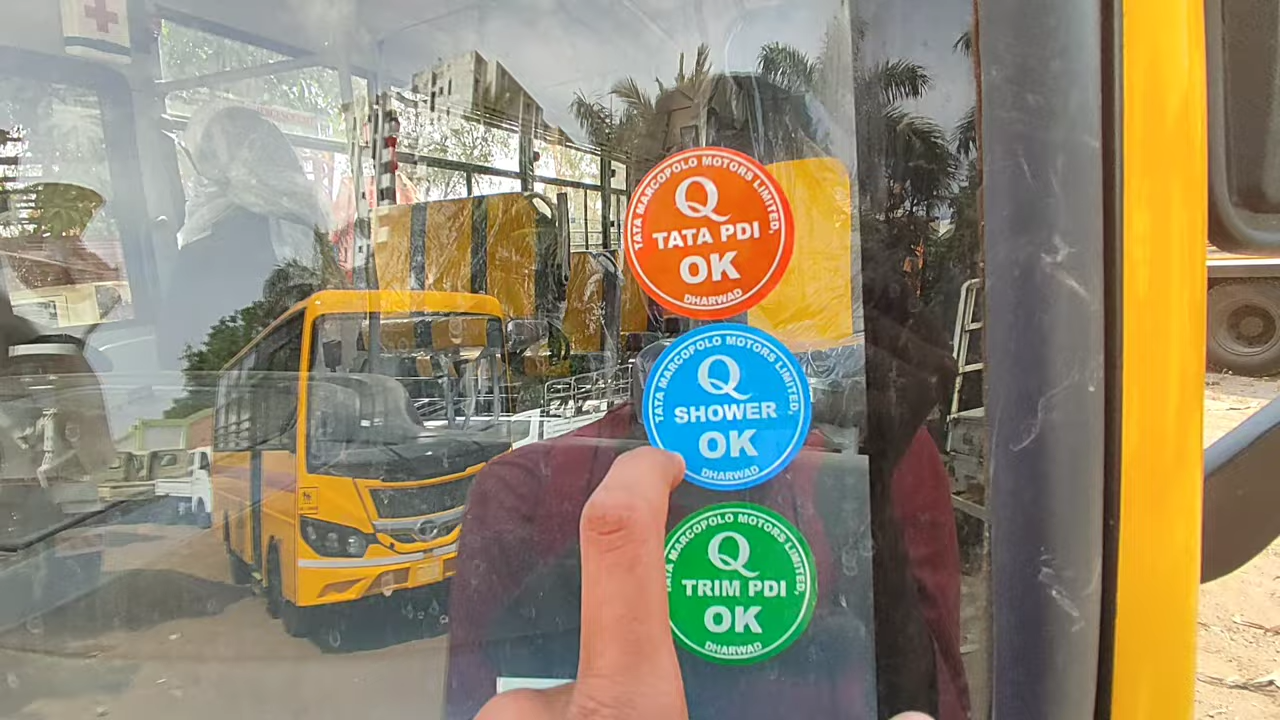 TATA MARCOPOLO MOTORS LIMITED,
Q
TATA PDI
OK
DHARWAD
TATA MARCOPOLO MOTORS LIMITED,
Q
SHOWER
OK
DHARWAD
TATA MARCOPOLO MOTORS LIMITED,
Q
TRIM PDI
OK
DHARWAD